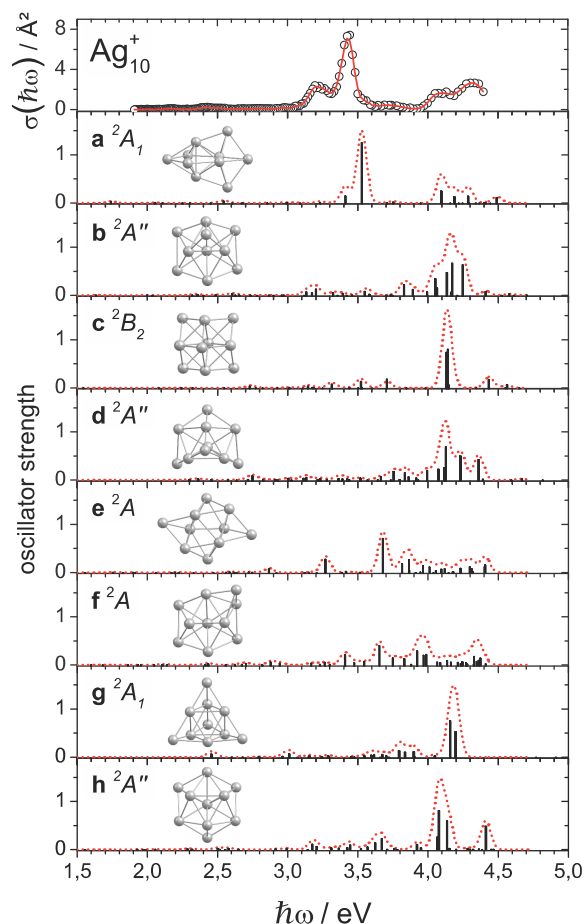 σ(ħω) / Å²
Ag₁₀⁺
8
4
0
a ²A₁
1
0
b ²A″
1
0
c ²B₂
1
0
d ²A″
1
0
e ²A
1
0
f ²A
1
0
g ²A₁
1
0
h ²A″
1
0
oscillator strength
1,5 2,0 2,5 3,0 3,5 4,0 4,5 5,0
ħω / eV